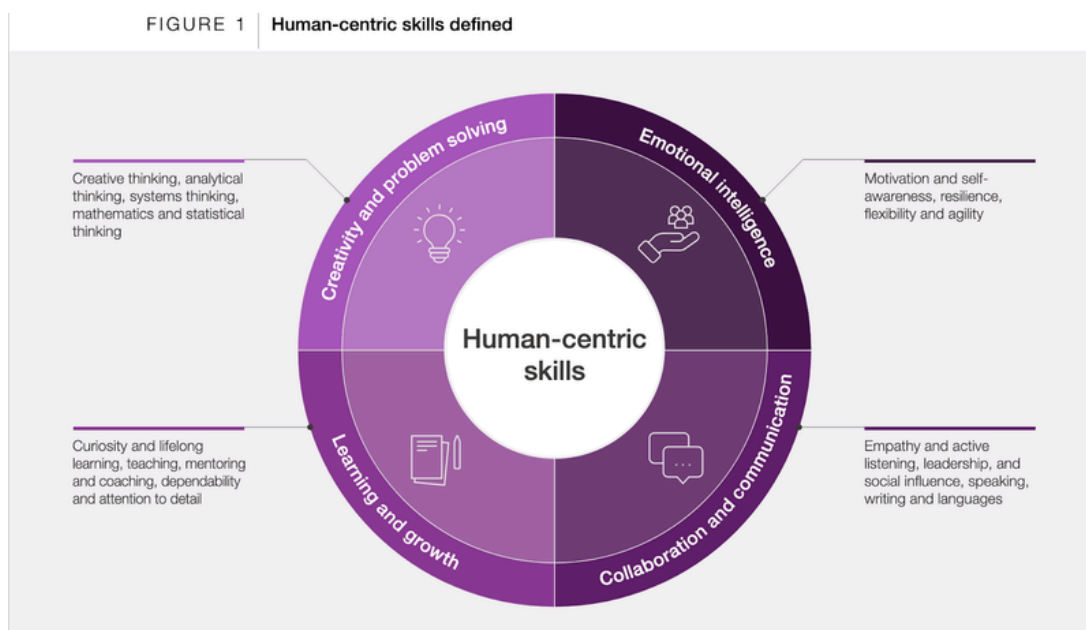 FIGURE 1
Human-centric skills defined
Creativity and problem solving
Creative thinking, analytical
thinking, systems thinking,
mathematics and statistical
thinking
Emotional intelligence
Motivation and self-
awareness, resilience,
flexibility and agility
Human-centric
skills
Learning and growth
Curiosity and lifelong
learning, teaching, mentoring
and coaching, dependability
and attention to detail
Collaboration and communication
Empathy and active
listening, leadership, and
social influence, speaking,
writing and languages